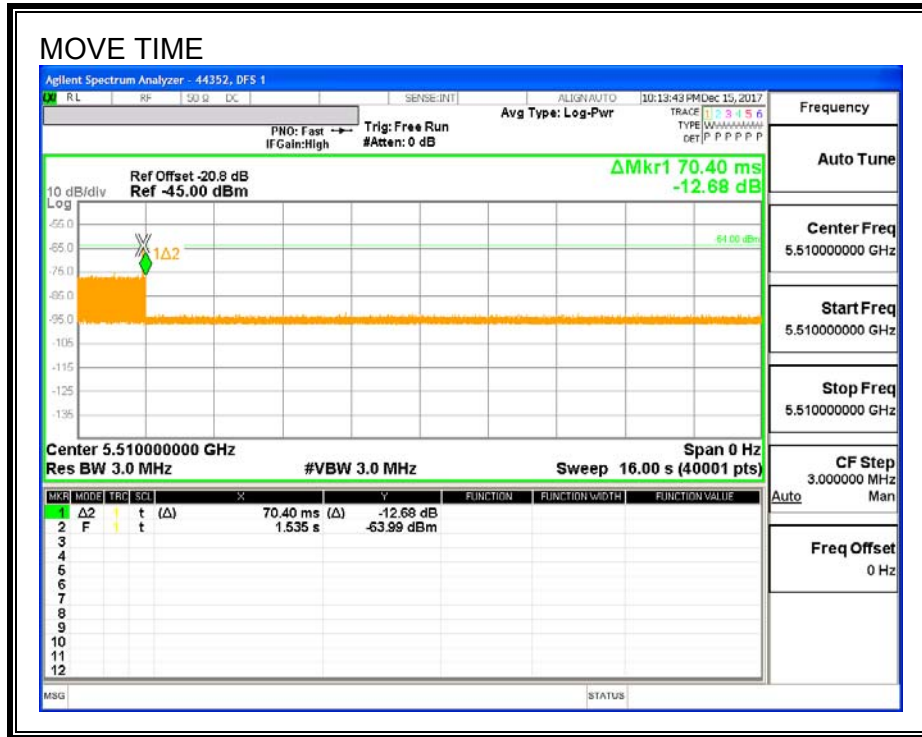 MOVE TIME
Agilent Spectrum Analyzer - 44352, DFS 1
RL RF 50 Ω DC SENSE:INT ALIGN AUTO 10:13:43 PM Dec 15, 2017
Avg Type: Log-Pwr
TRACE 1 2 3 4 5 6
PNO: Fast Trig: Free Run
TYPE WWWWWW
IFGain:High #Atten: 0 dB
DET P P P P P P
ΔMkr1 70.40 ms
-12.68 dB
Ref Offset -20.8 dB
10 dB/div Ref -45.00 dBm
Log
-55.0
-65.0
-64.00 dBm
1Δ2
-75.0
-85.0
-95.0
-105
-115
-125
-135
Center 5.510000000 GHz Span 0 Hz
Res BW 3.0 MHz #VBW 3.0 MHz Sweep 16.00 s (40001 pts)
MKR MODE TRC SCL X Y FUNCTION FUNCTION WIDTH FUNCTION VALUE
1 Δ2 1 t (Δ) 70.40 ms (Δ) -12.68 dB
2 F 1 t 1.535 s -63.99 dBm
3
4
5
6
7
8
9
10
11
12
MSG STATUS
Frequency
Auto Tune
Center Freq
5.510000000 GHz
Start Freq
5.510000000 GHz
Stop Freq
5.510000000 GHz
CF Step
3.000000 MHz
Auto Man
Freq Offset
0 Hz